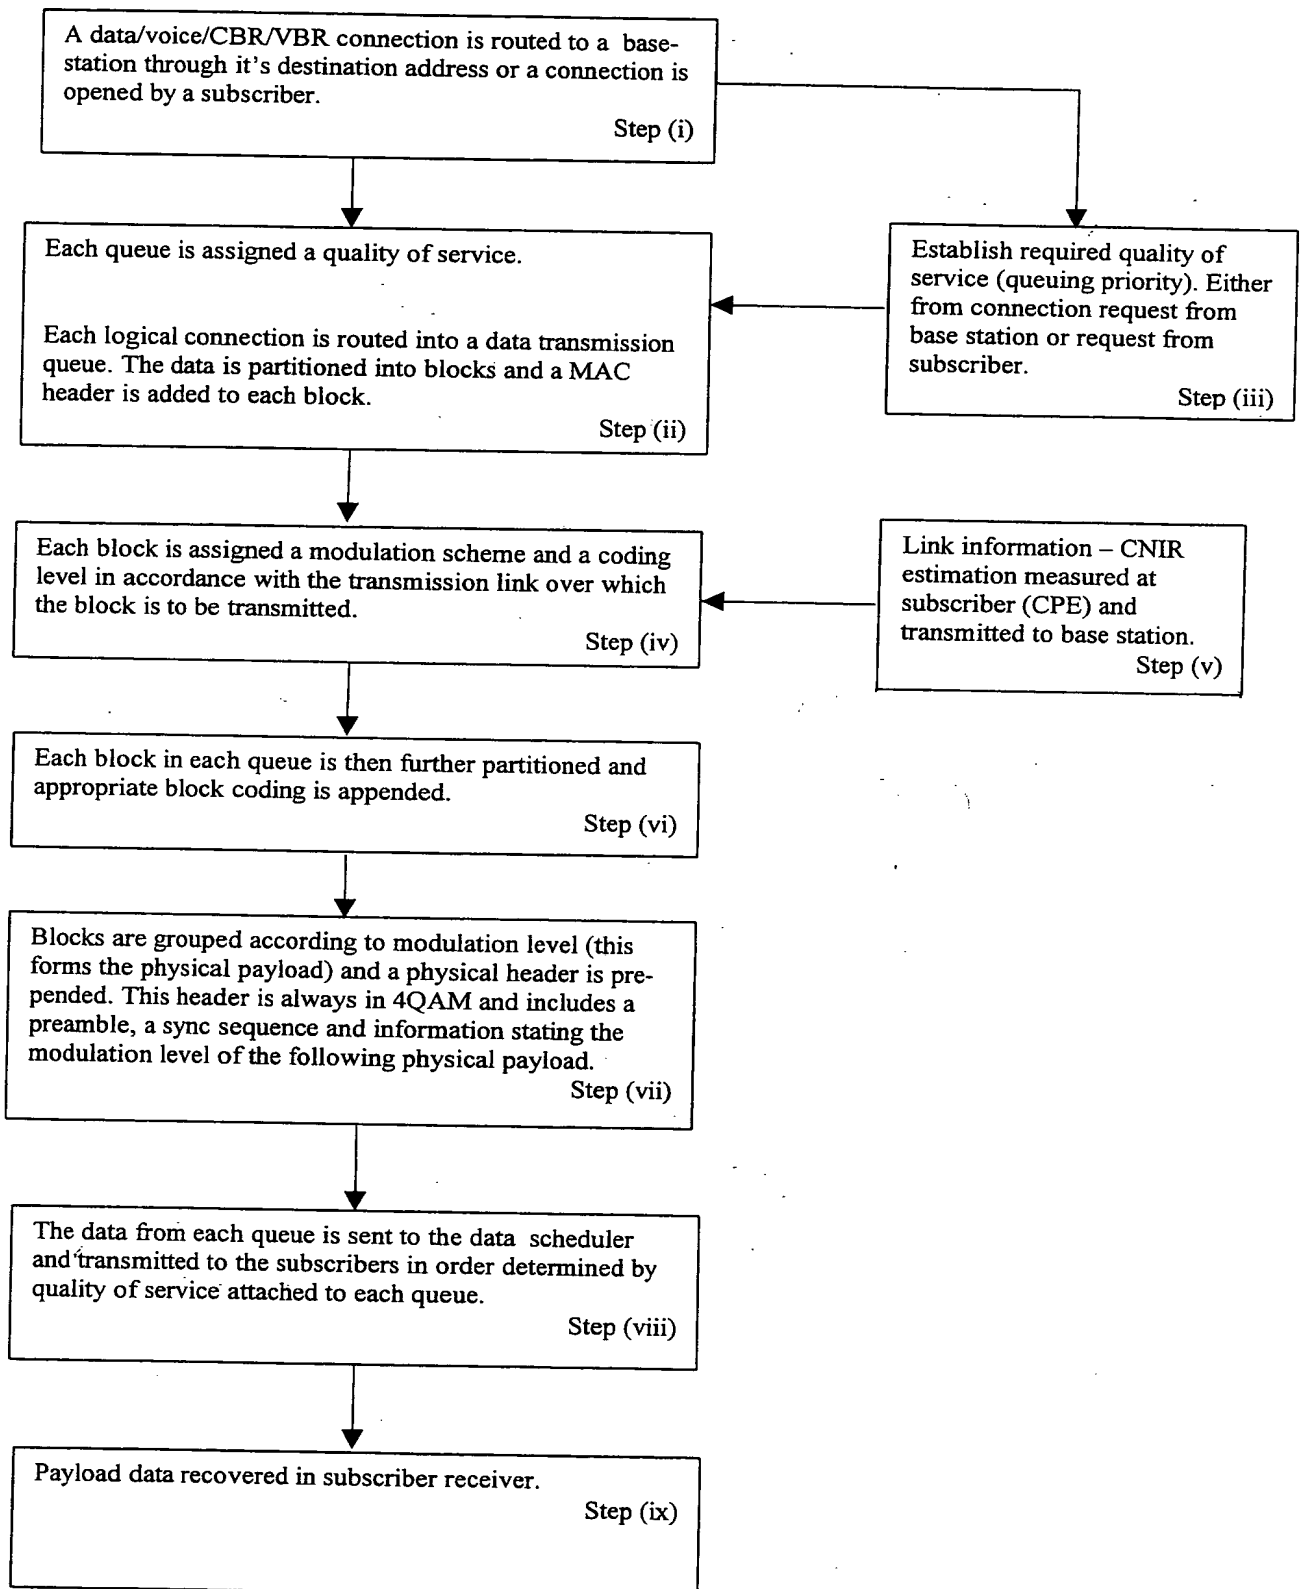 A data/voice/CBR/VBR connection is routed to a base-
station through it's destination address or a connection is
opened by a subscriber.
Step (i)
Each queue is assigned a quality of service.
Each logical connection is routed into a data transmission
queue. The data is partitioned into blocks and a MAC
header is added to each block.
Step (ii)
Establish required quality of
service (queuing priority). Either
from connection request from
base station or request from
subscriber.
Step (iii)
Each block is assigned a modulation scheme and a coding
level in accordance with the transmission link over which
the block is to be transmitted.
Step (iv)
Link information – CNIR
estimation measured at
subscriber (CPE) and
transmitted to base station.
Step (v)
Each block in each queue is then further partitioned and
appropriate block coding is appended.
Step (vi)
Blocks are grouped according to modulation level (this
forms the physical payload) and a physical header is pre-
pended. This header is always in 4QAM and includes a
preamble, a sync sequence and information stating the
modulation level of the following physical payload.
Step (vii)
The data from each queue is sent to the data scheduler
and transmitted to the subscribers in order determined by
quality of service attached to each queue.
Step (viii)
Payload data recovered in subscriber receiver.
Step (ix)